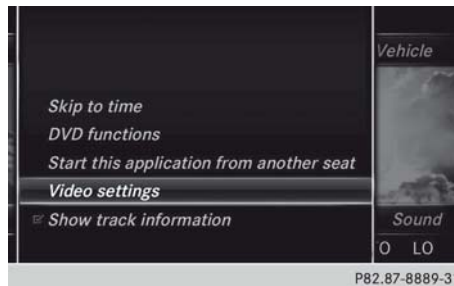 Vehicle
Skip to time
DVD functions
Start this application from another seat
Video settings
Show track information
Sound
O LO
P82.87-8889-3